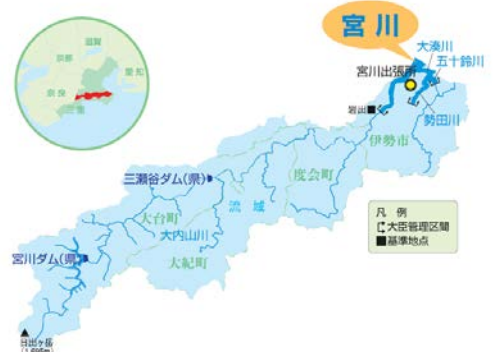 宮川
滋賀
京都
愛知
奈良
三重
大湊川
五十鈴川
宮川出張所
岩出
勢田川
伊勢市
度会町
三瀬谷ダム(県)
大台町
流域
大内山川
大紀町
宮川ダム(県)
凡 例
大臣管理区間
基準地点
日出ヶ岳
(1,695m)